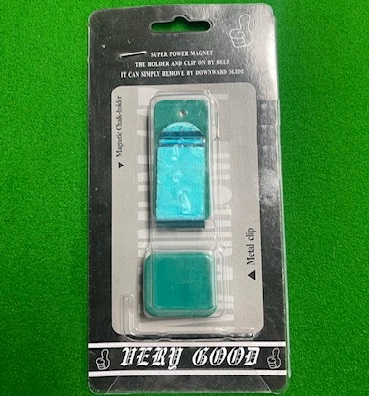 SUPER POWER MAGNET
THE HOLDER AND CLIP ON BY BELT
IT CAN SIMPLY REMOVE BY DOWNWARD SLIDE
▼ Magnetic Chalk-holder
▲ Metal clip
VERY GOOD